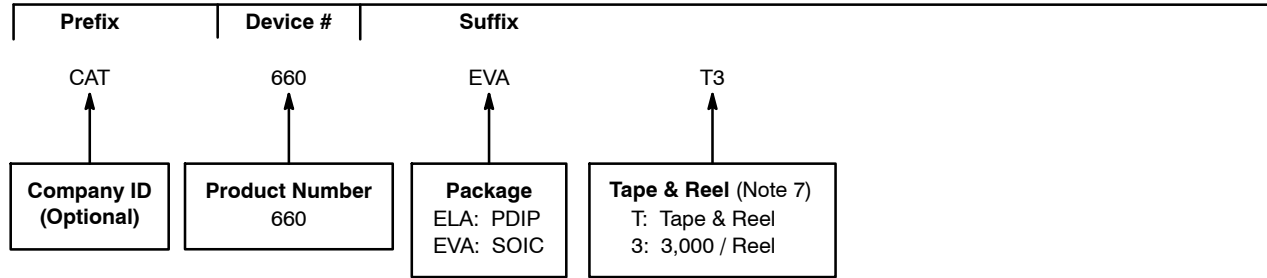 Prefix Device # Suffix
CAT 660 EVA T3
Company ID
(Optional)
Product Number
660
Package
ELA: PDIP
EVA: SOIC
Tape & Reel (Note 7)
T: Tape & Reel
3: 3,000 / Reel